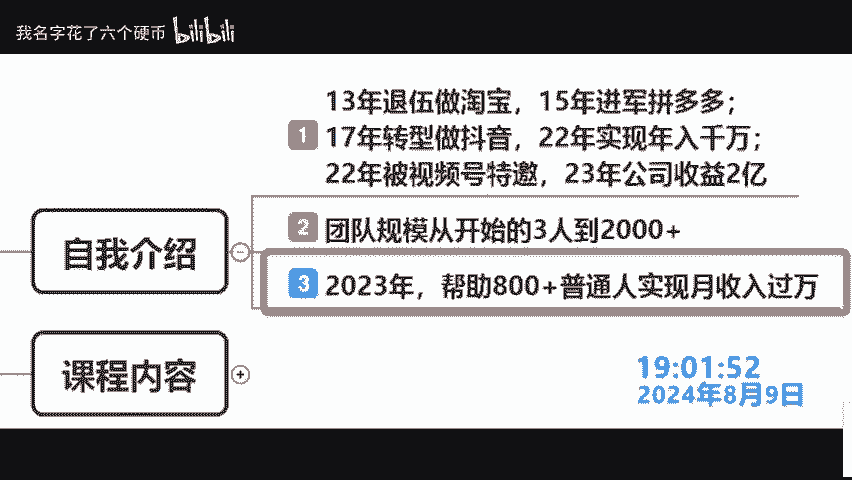 我名字花了六个硬币 bilibili
13年退伍做淘宝，15年进军拼多多；
1 17年转型做抖音，22年实现年入千万；
22年被视频号特邀，23年公司收益2亿
2 团队规模从开始的3人到2000+
自我介绍
3 2023年，帮助800+普通人实现月收入过万
课程内容
19:01:52
2024年8月9日